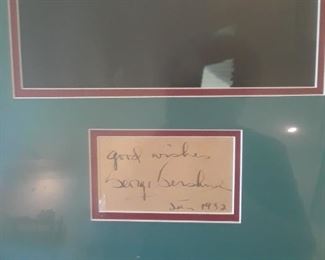 good wishes
George Gershwin
Jan. 1932